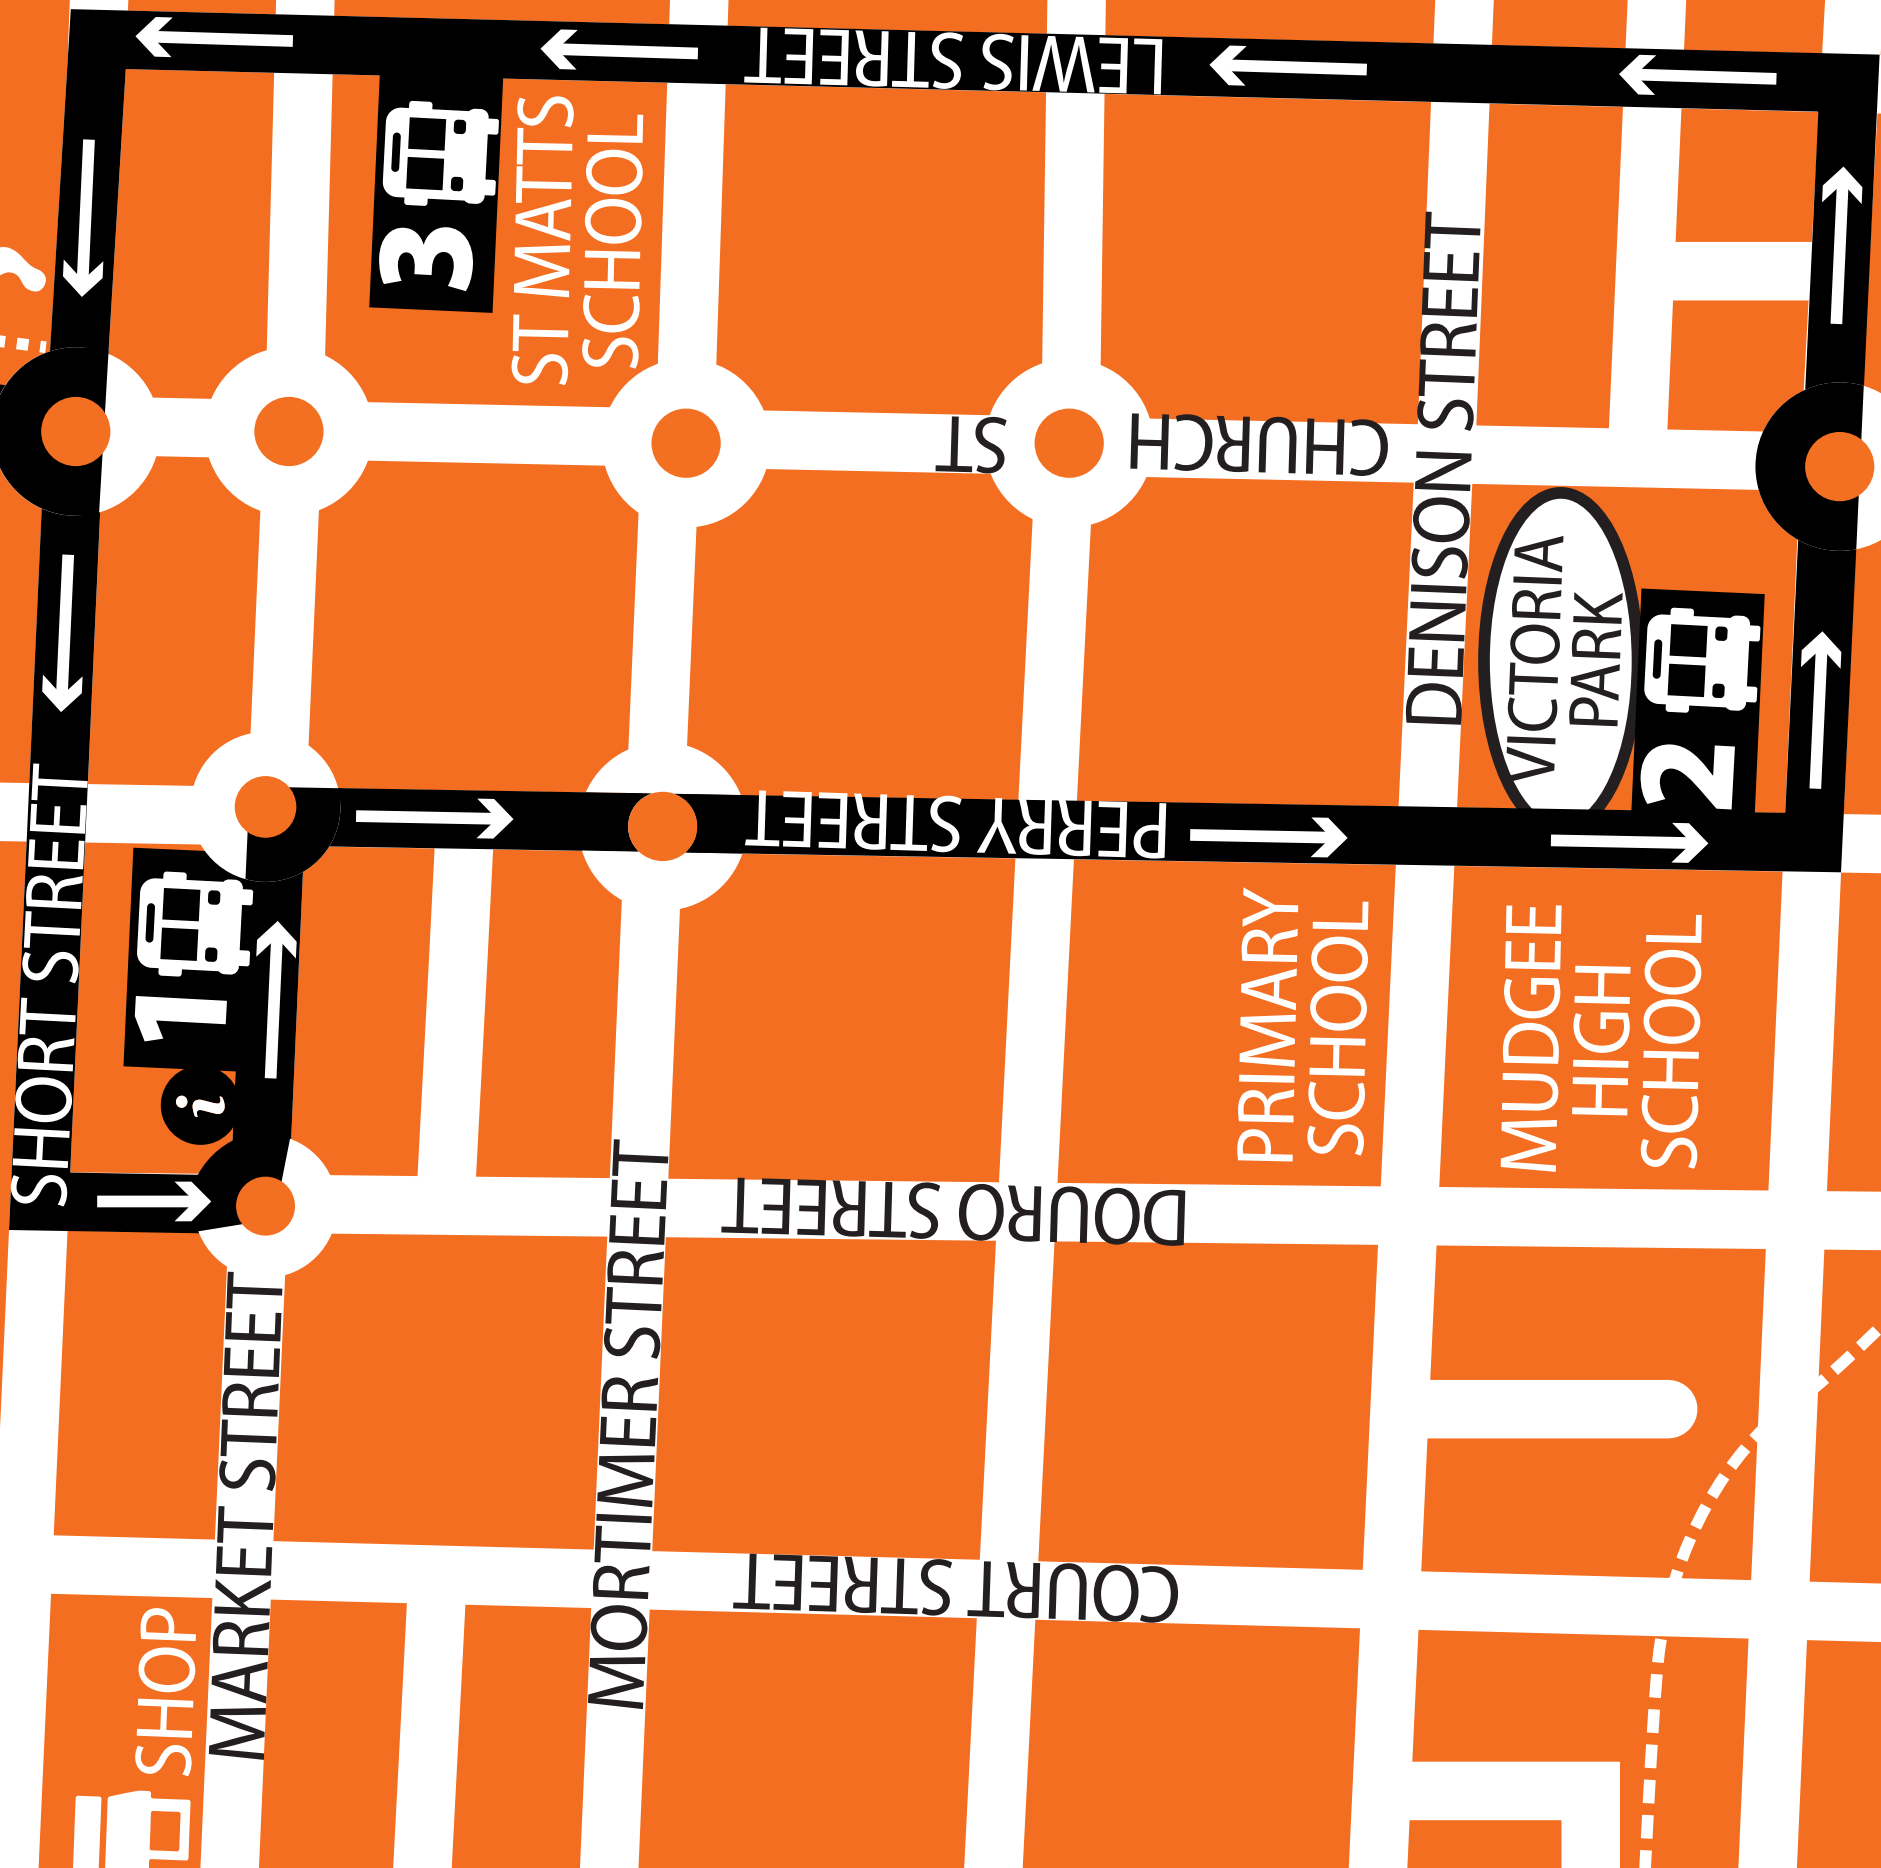 LEWIS STREET
3
ST MATTS
SCHOOL
CHURCH
ST
DENISON STREET
VICTORIA
PARK
2
PERRY STREET
SHORT STREET
1
i
PRIMARY
SCHOOL
MUDGEE
HIGH
SCHOOL
DOURO STREET
MORTIMER STREET
MARKET STREET
COURT STREET
SHOP